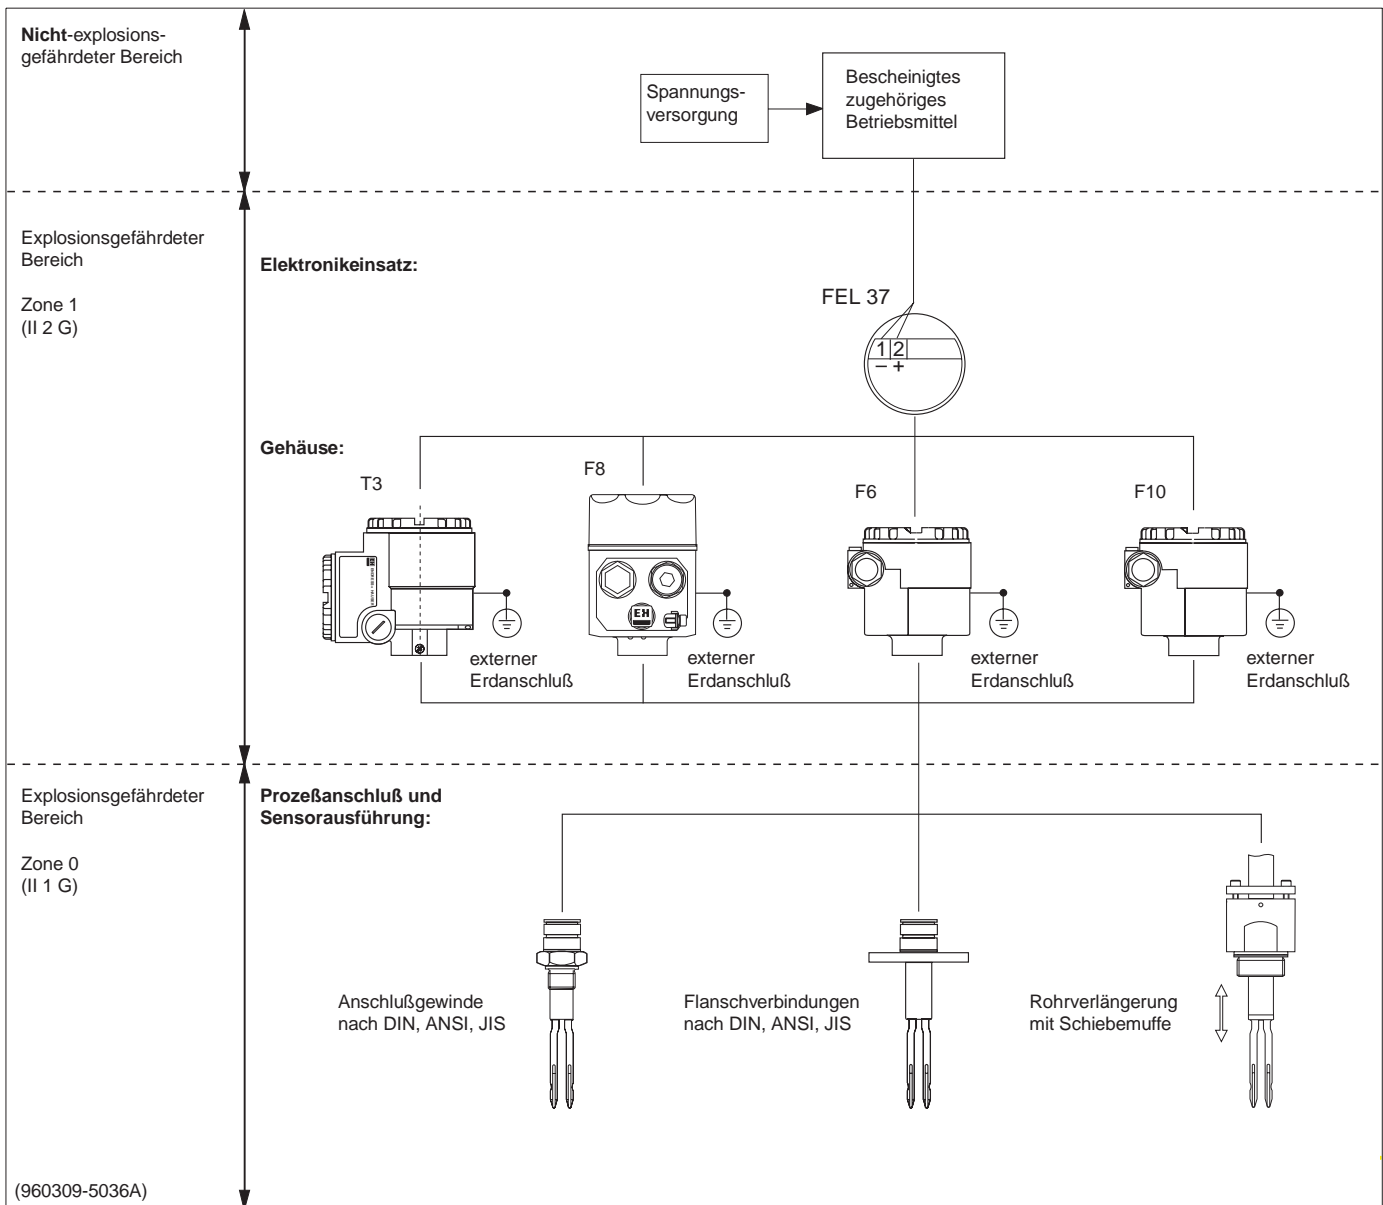 Nicht-explosions-
gefährdeter Bereich
Spannungs-
versorgung
Bescheinigtes
zugehöriges
Betriebsmittel
Explosionsgefährdeter
Bereich
Zone 1
(II 2 G)
Elektronikeinsatz:
FEL 37
1 2
– +
Gehäuse:
T3
F8
F6
F10
externer
Erdanschluß
externer
Erdanschluß
externer
Erdanschluß
externer
Erdanschluß
Explosionsgefährdeter
Bereich
Zone 0
(II 1 G)
Prozeßanschluß und
Sensorausführung:
Anschlußgewinde
nach DIN, ANSI, JIS
Flanschverbindungen
nach DIN, ANSI, JIS
Rohrverlängerung
mit Schiebemuffe
(960309-5036A)